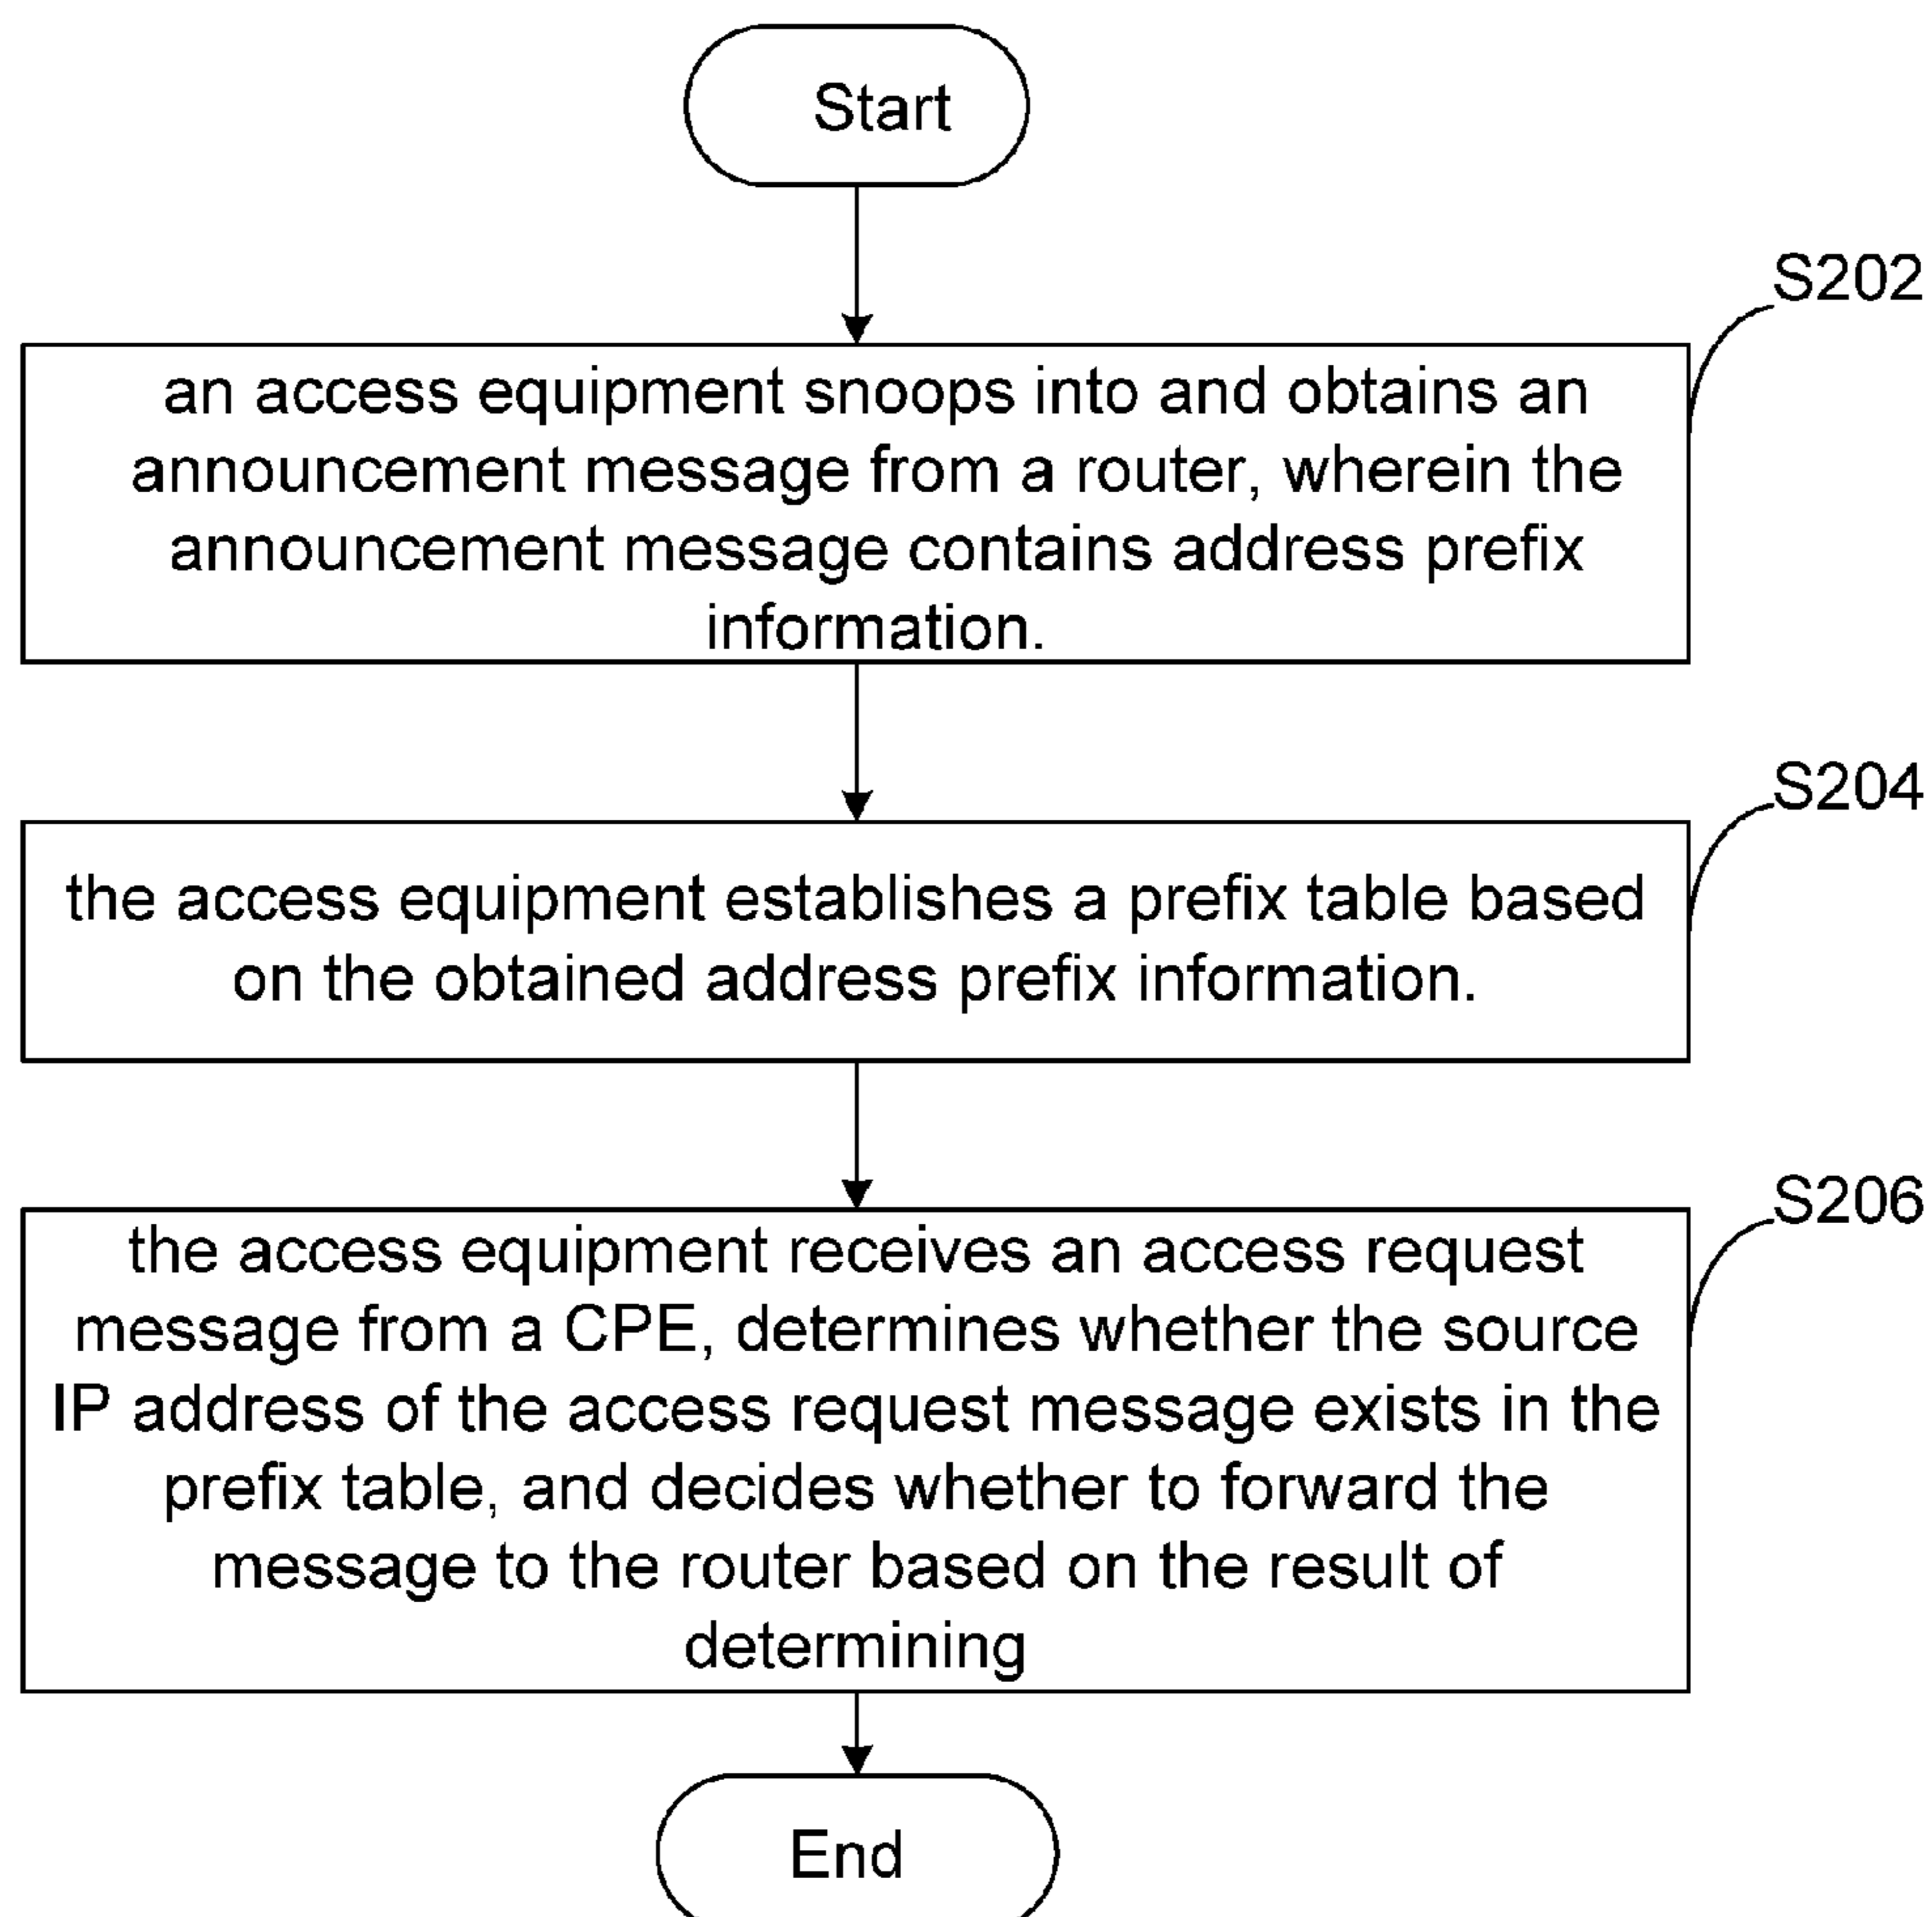 Start
S202
an access equipment snoops into and obtains an
announcement message from a router, wherein the
announcement message contains address prefix
information.
S204
the access equipment establishes a prefix table based
on the obtained address prefix information.
S206
the access equipment receives an access request
message from a CPE, determines whether the source
IP address of the access request message exists in the
prefix table, and decides whether to forward the
message to the router based on the result of
determining
End